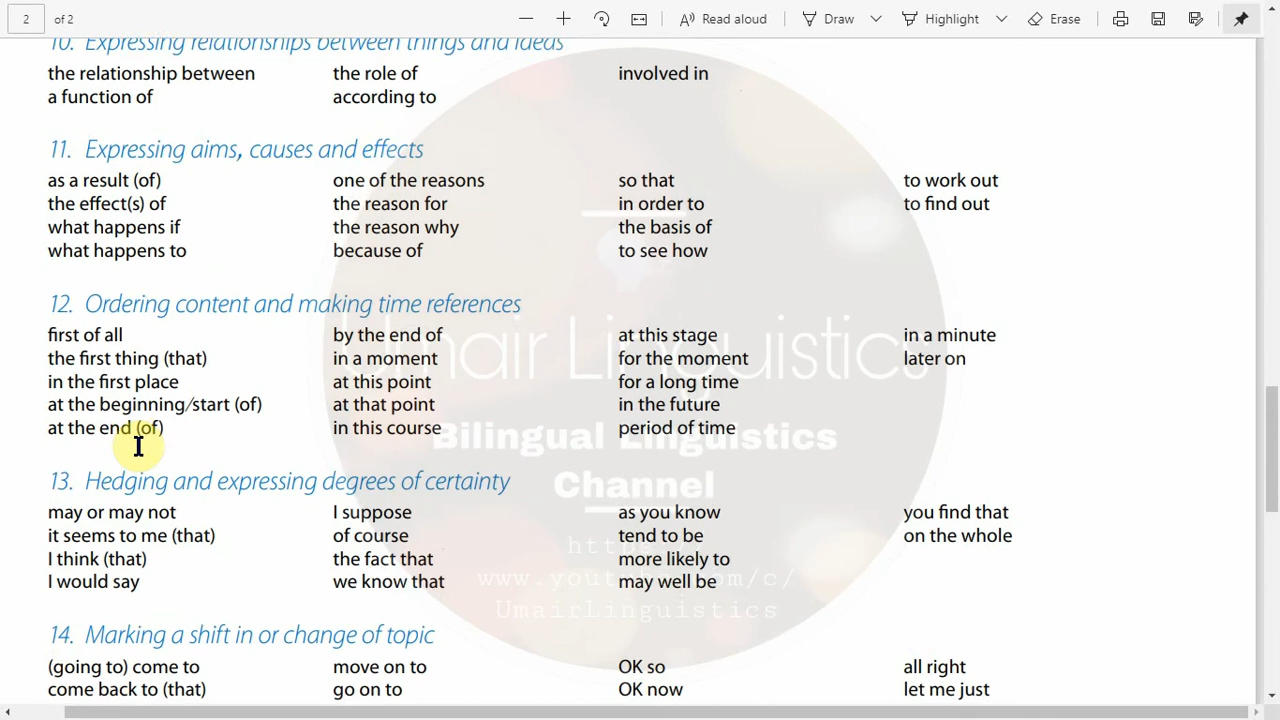 2 of 2 Read aloud Draw Highlight Erase
10. Expressing relationships between things and ideas
the relationship between the role of involved in
a function of according to
11. Expressing aims, causes and effects
as a result (of) one of the reasons so that to work out
the effect(s) of the reason for in order to to find out
what happens if the reason why the basis of
what happens to because of to see how
12. Ordering content and making time references
first of all by the end of at this stage in a minute
the first thing (that) in a moment for the moment later on
in the first place at this point for a long time
at the beginning/start (of) at that point in the future
at the end (of) in this course period of time
13. Hedging and expressing degrees of certainty
may or may not I suppose as you know you find that
it seems to me (that) of course tend to be on the whole
I think (that) the fact that more likely to
I would say we know that may well be
14. Marking a shift in or change of topic
(going to) come to move on to OK so all right
come back to (that) go on to OK now let me just
Umair Linguistics
Bilingual Linguistics
Channel
UmairLinguistics